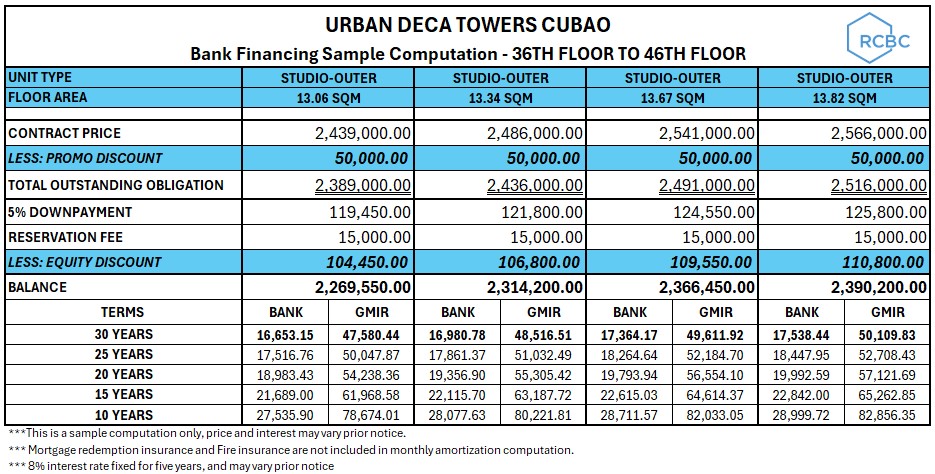 URBAN DECA TOWERS CUBAO
RCBC
Bank Financing Sample Computation - 36TH FLOOR TO 46TH FLOOR
UNIT TYPE STUDIO-OUTER STUDIO-OUTER STUDIO-OUTER STUDIO-OUTER
FLOOR AREA 13.06 SQM 13.34 SQM 13.67 SQM 13.82 SQM
CONTRACT PRICE 2,439,000.00 2,486,000.00 2,541,000.00 2,566,000.00
LESS: PROMO DISCOUNT 50,000.00 50,000.00 50,000.00 50,000.00
TOTAL OUTSTANDING OBLIGATION 2,389,000.00 2,436,000.00 2,491,000.00 2,516,000.00
5% DOWNPAYMENT 119,450.00 121,800.00 124,550.00 125,800.00
RESERVATION FEE 15,000.00 15,000.00 15,000.00 15,000.00
LESS: EQUITY DISCOUNT 104,450.00 106,800.00 109,550.00 110,800.00
BALANCE 2,269,550.00 2,314,200.00 2,366,450.00 2,390,200.00
TERMS BANK GMIR BANK GMIR BANK GMIR BANK GMIR
30 YEARS 16,653.15 47,580.44 16,980.78 48,516.51 17,364.17 49,611.92 17,538.44 50,109.83
25 YEARS 17,516.76 50,047.87 17,861.37 51,032.49 18,264.64 52,184.70 18,447.95 52,708.43
20 YEARS 18,983.43 54,238.36 19,356.90 55,305.42 19,793.94 56,554.10 19,992.59 57,121.69
15 YEARS 21,689.00 61,968.58 22,115.70 63,187.72 22,615.03 64,614.37 22,842.00 65,262.85
10 YEARS 27,535.90 78,674.01 28,077.63 80,221.81 28,711.57 82,033.05 28,999.72 82,856.35
***This is a sample computation only, price and interest may vary prior notice.
*** Mortgage redemption insurance and Fire insurance are not included in monthly amortization computation.
*** 8% interest rate fixed for five years, and may vary prior notice